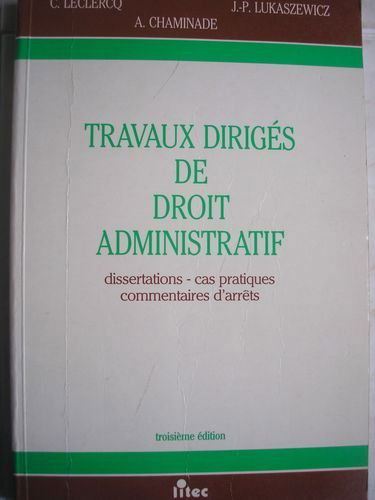 C. LECLERCQ J.-P. LUKASZEWICZ
A. CHAMINADE
TRAVAUX DIRIGÉS
DE
DROIT
ADMINISTRATIF
dissertations - cas pratiques
commentaires d'arrêts
troisième édition
litec